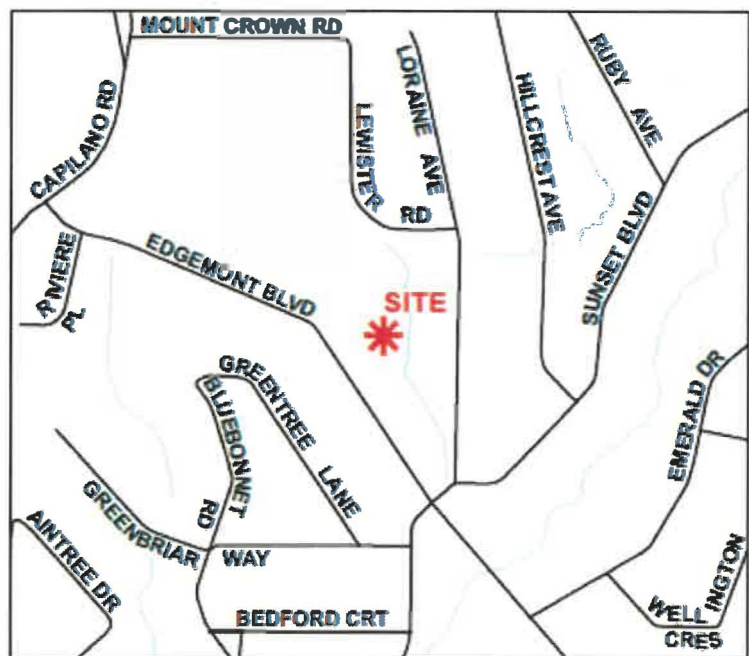 MOUNT CROWN RD
CAPILANO RD
LEWISTER RD
LORAINE AVE
HILLCREST AVE
RUBY AVE
SUNSET BLVD
RIVIERE PL
EDGEMONT BLVD
SITE
GREENTREE LANE
BLUEBONNET RD
EMERALD DR
GREENBRIAR WAY
AINTREE DR
BEDFORD CRT
WELLINGTON CRES